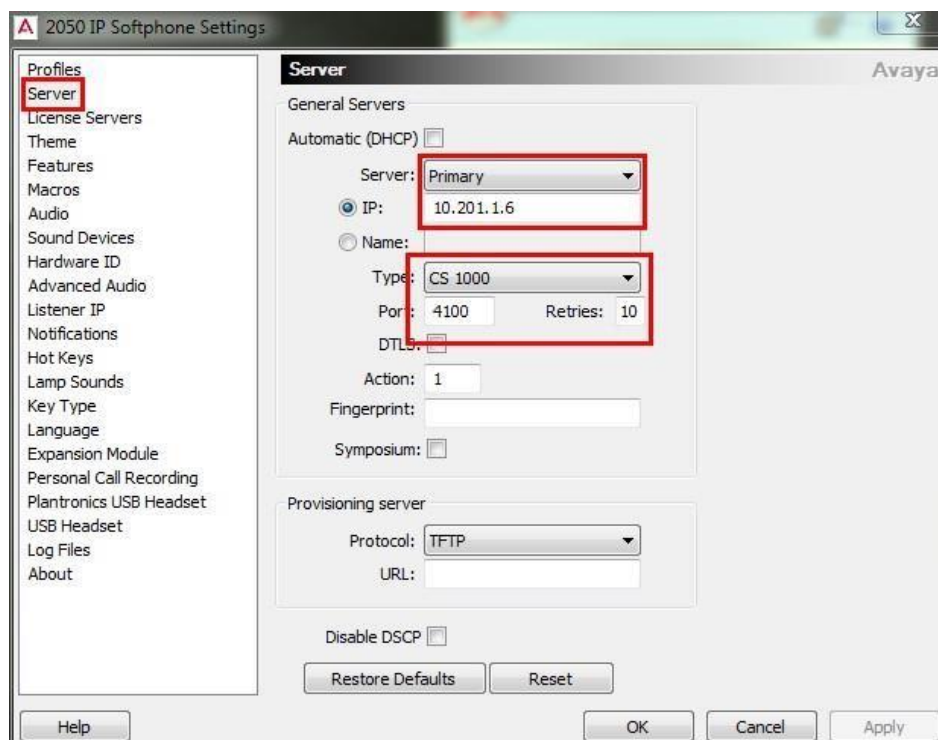 2050 IP Softphone Settings
Profiles
Server
License Servers
Theme
Features
Macros
Audio
Sound Devices
Hardware ID
Advanced Audio
Listener IP
Notifications
Hot Keys
Lamp Sounds
Key Type
Language
Expansion Module
Personal Call Recording
Plantronics USB Headset
USB Headset
Log Files
About
Server Avaya
General Servers
Automatic (DHCP)
Server: Primary
IP: 10.201.1.6
Name:
Type: CS 1000
Port: 4100 Retries: 10
DTLS:
Action: 1
Fingerprint:
Symposium:
Provisioning server
Protocol: TFTP
URL:
Disable DSCP
Restore Defaults Reset
Help OK Cancel Apply